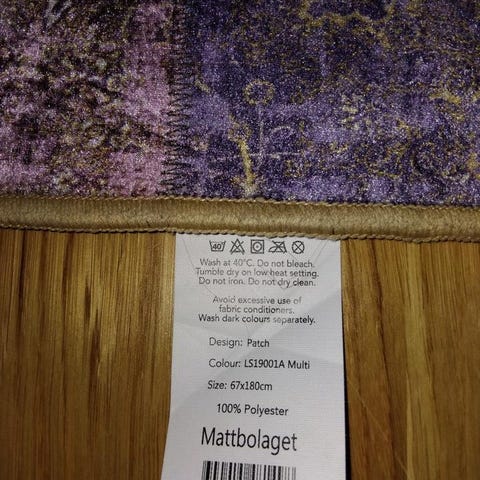 40
Wash at 40°C. Do not bleach.
Tumble dry on low heat setting.
Do not iron. Do not dry clean.
Avoid excessive use of
fabric conditioners.
Wash dark colours separately.
Design: Patch
Colour: LS19001A Multi
Size: 67x180cm
100% Polyester
Mattbolaget